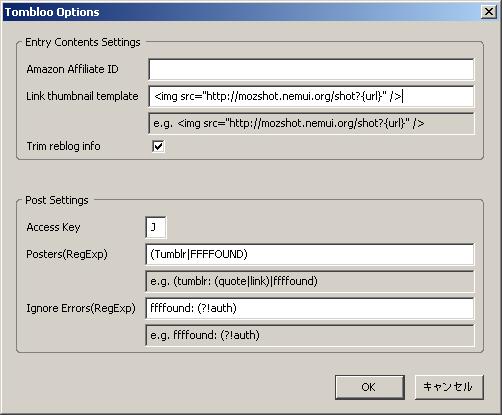 Tombloo Options
Entry Contents Settings
Amazon Affiliate ID
Link thumbnail template <img src="http://mozshot.nemui.org/shot?{url}" />
e.g. <img src="http://mozshot.nemui.org/shot?{url}" />
Trim reblog info
Post Settings
Access Key J
Posters(RegExp) (Tumblr|FFFFOUND)
e.g. (tumblr: (quote|link)|ffffound)
Ignore Errors(RegExp) ffffound: (?!auth)
e.g. ffffound: (?!auth)
OK キャンセル